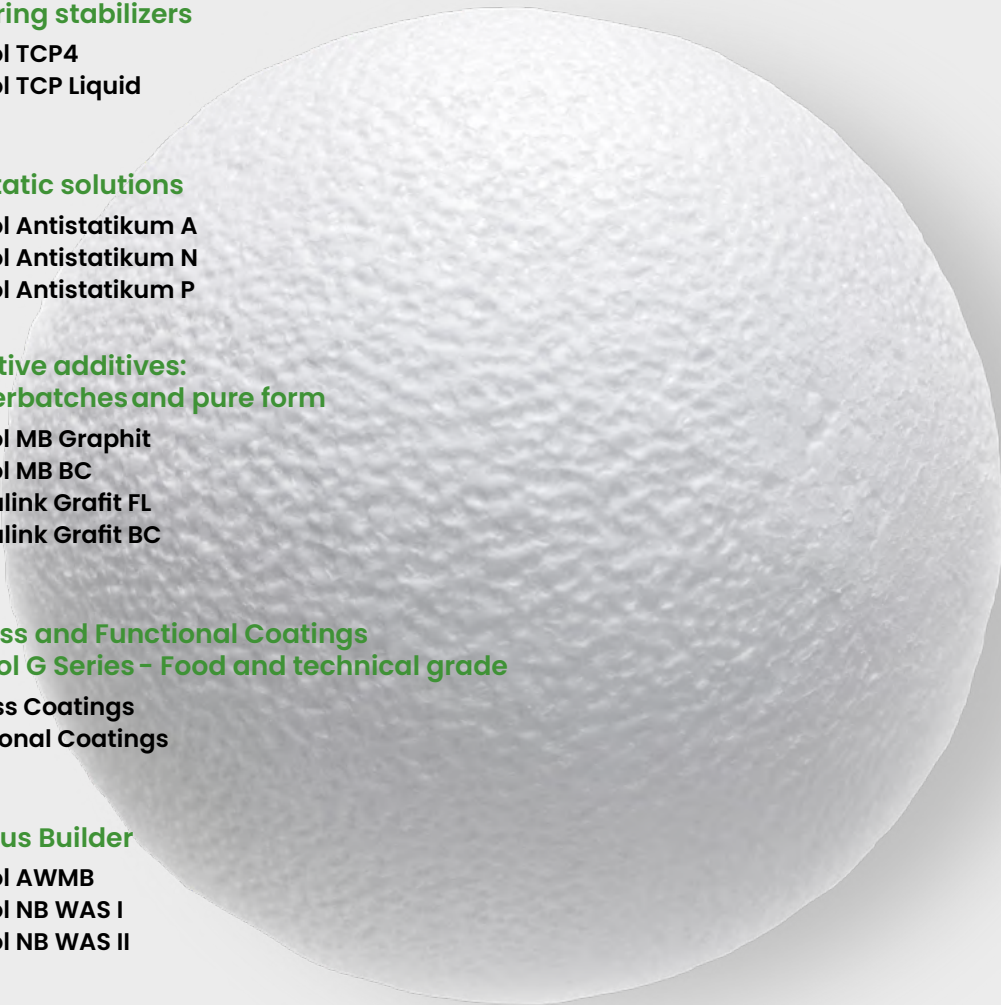 ring stabilizers
ol TCP4
ol TCP Liquid
tatic solutions
ol Antistatikum A
ol Antistatikum N
ol Antistatikum P
tive additives:
erbatches and pure form
ol MB Graphit
ol MB BC
alink Grafit FL
alink Grafit BC
ss and Functional Coatings
ol G Series - Food and technical grade
ss Coatings
onal Coatings
us Builder
ol AWMB
ol NB WAS I
ol NB WAS II